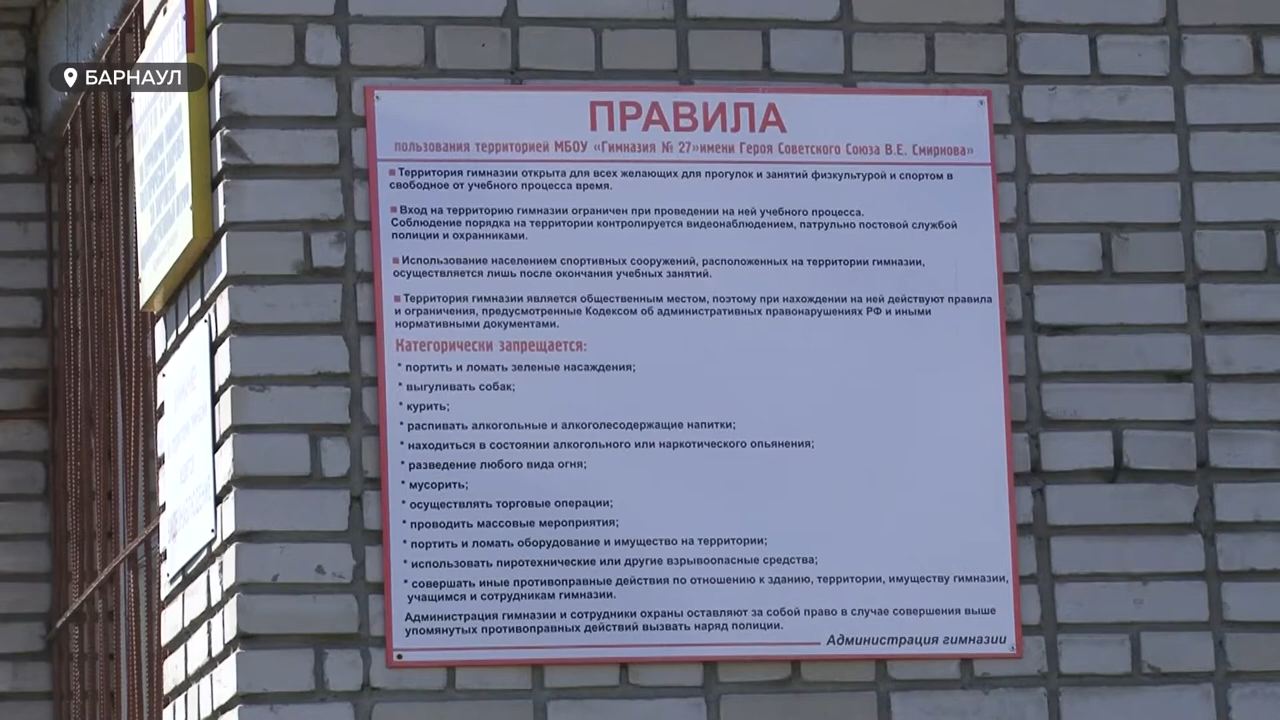 БАРНАУЛ
ПРАВИЛА
пользования территорией МБОУ «Гимназия № 27»имени Героя Советского Союза В.Е. Смирнова»
Территория гимназии открыта для всех желающих для прогулок и занятий физкультурой и спортом в
свободное от учебного процесса время.
Вход на территорию гимназии ограничен при проведении на ней учебного процесса.
Соблюдение порядка на территории контролируется видеонаблюдением, патрульно постовой службой
полиции и охранниками.
Использование населением спортивных сооружений, расположенных на территории гимназии,
осуществляется лишь после окончания учебных занятий.
Территория гимназии является общественным местом, поэтому при нахождении на ней действуют правила
и ограничения, предусмотренные Кодексом об административных правонарушениях РФ и иными
нормативными документами.
Категорически запрещается:
* портить и ломать зеленые насаждения;
* выгуливать собак;
* курить;
* распивать алкогольные и алкоголесодержащие напитки;
* находиться в состоянии алкогольного или наркотического опьянения;
* разведение любого вида огня;
* мусорить;
* осуществлять торговые операции;
* проводить массовые мероприятия;
* портить и ломать оборудование и имущество на территории;
* использовать пиротехнические или другие взрывоопасные средства;
* совершать иные противоправные действия по отношению к зданию, территории, имуществу гимназии,
учащимся и сотрудникам гимназии.
Администрация гимназии и сотрудники охраны оставляют за собой право в случае совершения выше
упомянутых противоправных действий вызвать наряд полиции.
Администрация гимназии